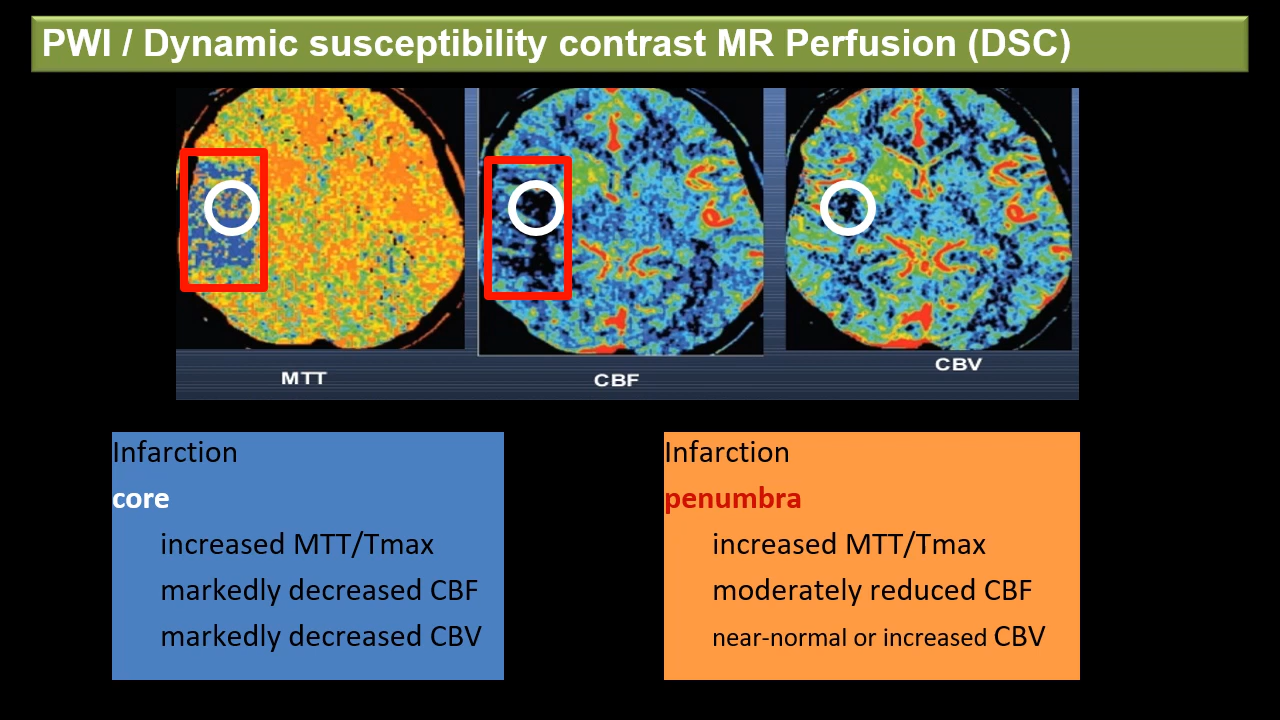 PWI / Dynamic susceptibility contrast MR Perfusion (DSC)
MTT
CBF
CBV
Infarction
core
increased MTT/Tmax
markedly decreased CBF
markedly decreased CBV
Infarction
penumbra
increased MTT/Tmax
moderately reduced CBF
near-normal or increased CBV